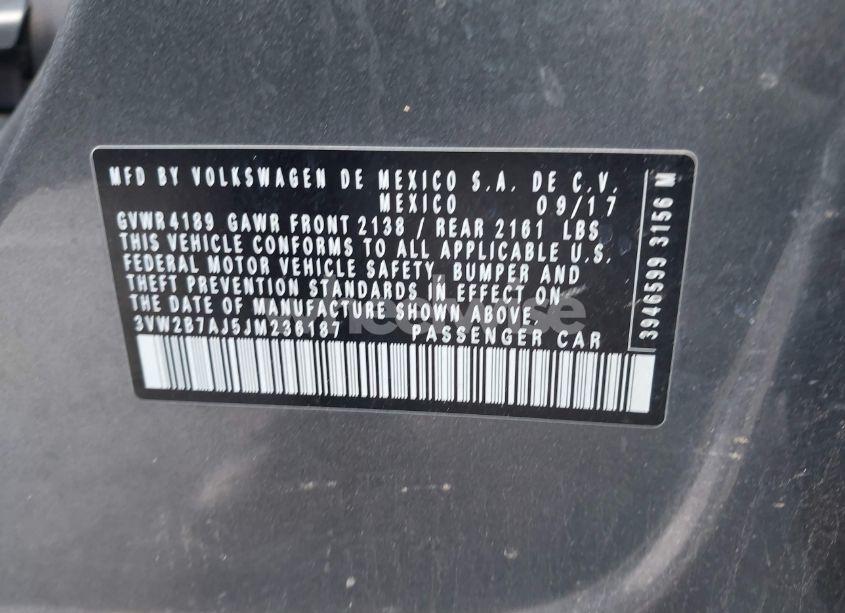 MFD BY VOLKSWAGEN DE MEXICO S.A. DE C.V.
MEXICO 09/17
GVWR 4189 GAWR FRONT 2138 / REAR 2161 LBS
THIS VEHICLE CONFORMS TO ALL APPLICABLE U.S.
FEDERAL MOTOR VEHICLE SAFETY, BUMPER AND
THEFT PREVENTION STANDARDS IN EFFECT ON
THE DATE OF MANUFACTURE SHOWN ABOVE.
3VW2B7AJ5JM236187 PASSENGER CAR
3946599 3156 M